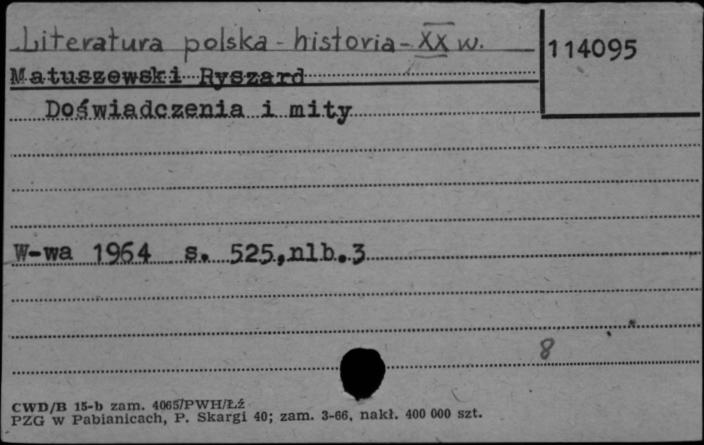 Literatura polska - historia - XX w.
114095
Matuszewski Ryszard
Doświadczenia i mity
W-wa 1964 s. 525, nlb. 3
8
CWD/B 15-b zam. 4065/PWH/Łź
PZG w Pabianicach, P. Skargi 40; zam. 3-66, nakł. 400 000 szt.